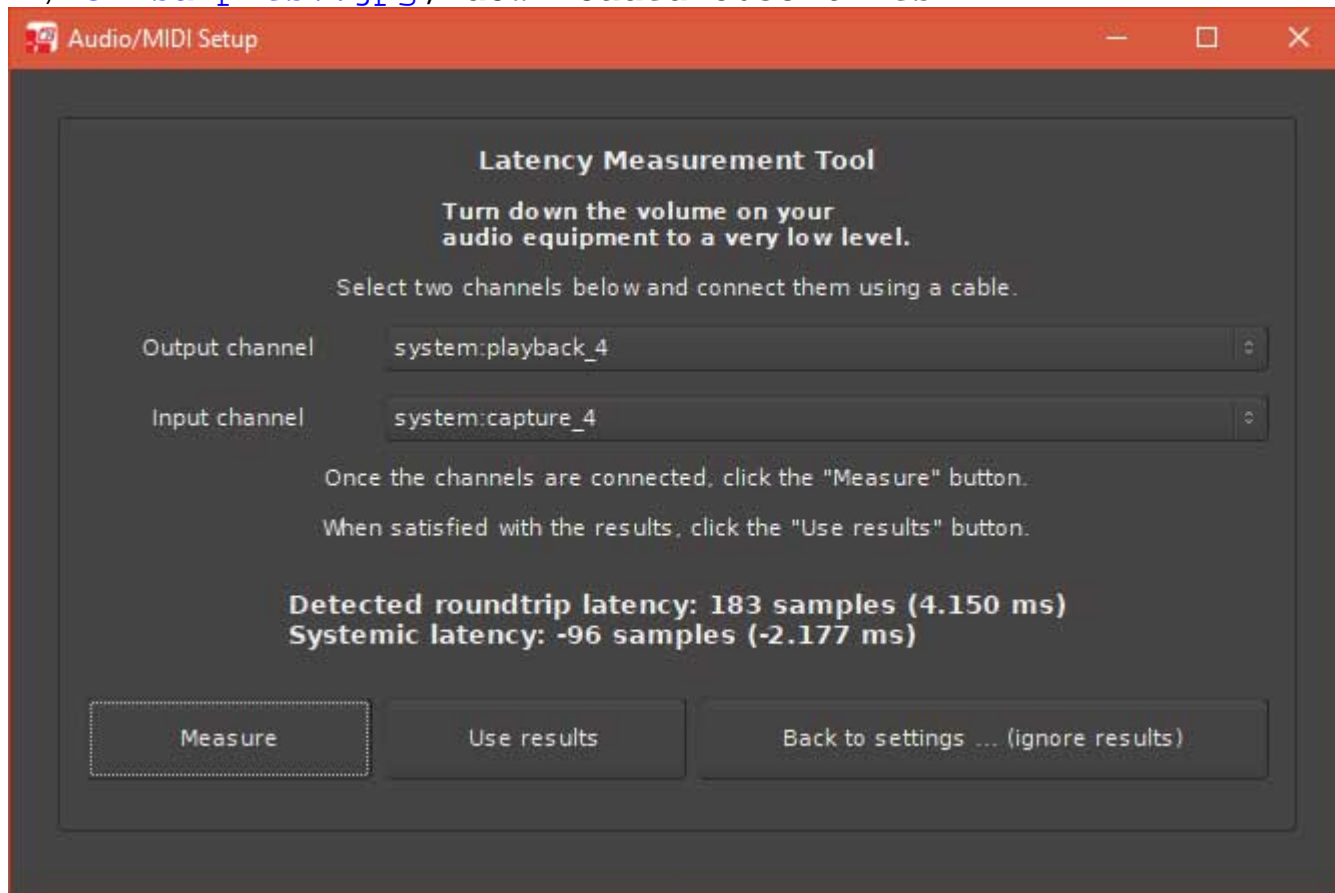 Audio/MIDI Setup
Latency Measurement Tool
Turn down the volume on your
audio equipment to a very low level.
Select two channels below and connect them using a cable.
Output channel system:playback_4
Input channel system:capture_4
Once the channels are connected, click the "Measure" button.
When satisfied with the results, click the "Use results" button.
Detected roundtrip latency: 183 samples (4.150 ms)
Systemic latency: -96 samples (-2.177 ms)
Measure Use results Back to settings ... (ignore results)